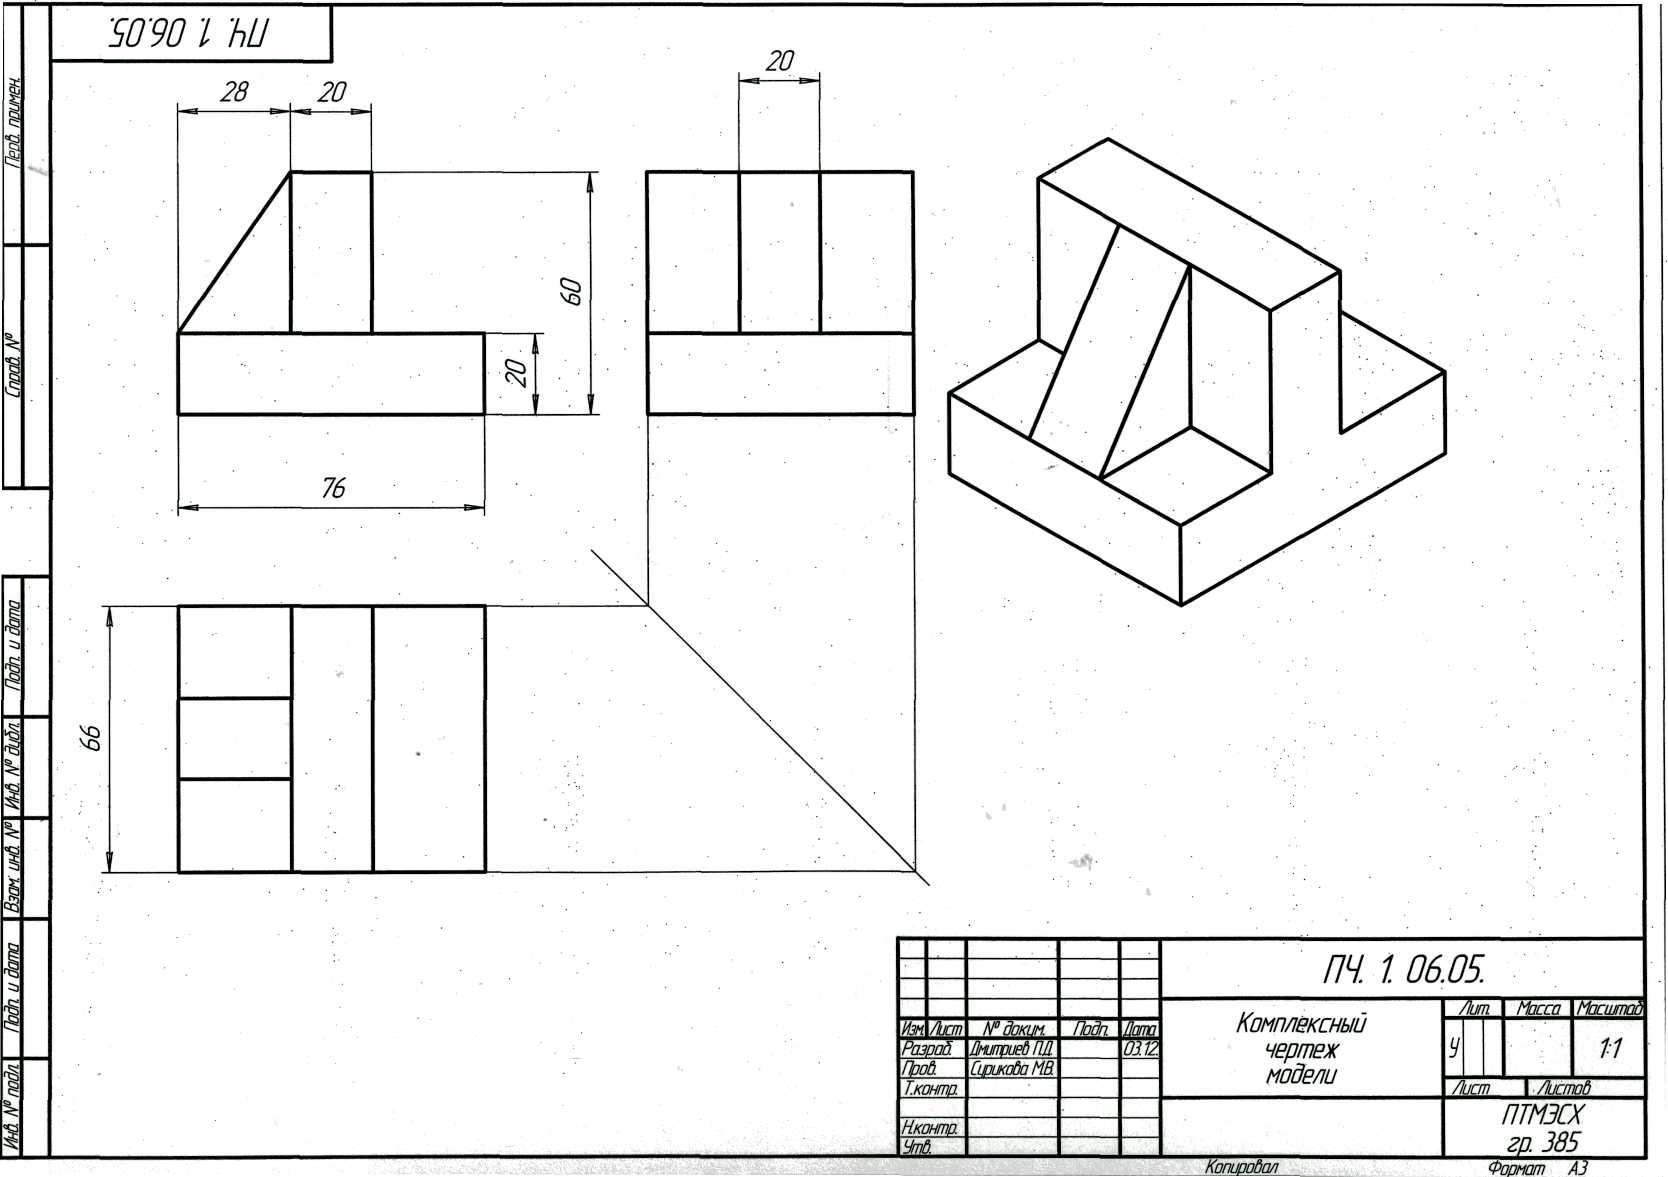 ПЧ. 1. 06.05.
28
20
20
60
20
76
66
Перв. примен.
Справ. №
Подп. и дата
Инв. № дубл.
Взам. инв. №
Подп. и дата
Инв. № подл.
ПЧ. 1. 06.05.
Изм. Лист № докум. Подп. Дата
Разраб. Дмитриев П.Д. 03.12.
Пров. Сурикова М.В.
Т.контр.
Н.контр.
Утв.
Комплексный
чертеж
модели
Лит. Масса Масштаб
У 1:1
Лист Листов
ПТМЭСХ
гр. 385
Копировал Формат А3